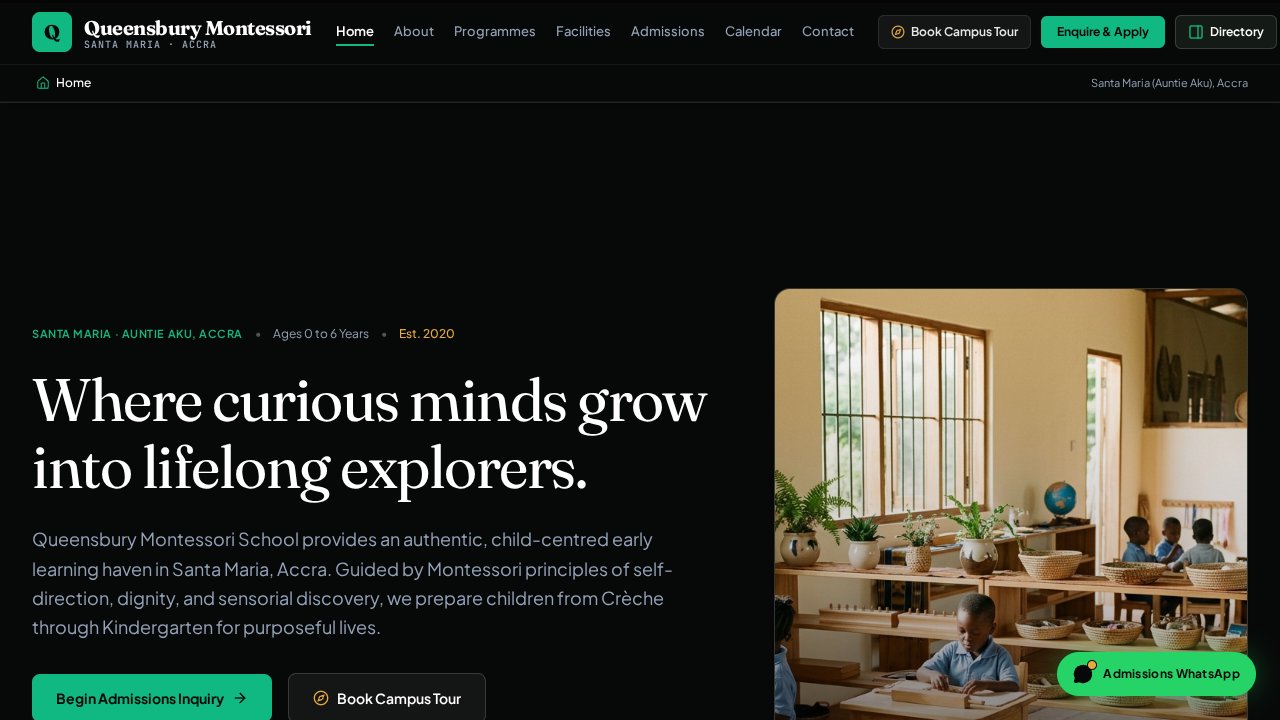 Q
Queensbury Montessori
SANTA MARIA · ACCRA
Home
About
Programmes
Facilities
Admissions
Calendar
Contact
Book Campus Tour
Enquire & Apply
Directory
Home
Santa Maria (Auntie Aku), Accra
SANTA MARIA · AUNTIE AKU, ACCRA • Ages 0 to 6 Years • Est. 2020
Where curious minds grow
into lifelong explorers.
Queensbury Montessori School provides an authentic, child-centred early
learning haven in Santa Maria, Accra. Guided by Montessori principles of self-
direction, dignity, and sensorial discovery, we prepare children from Crèche
through Kindergarten for purposeful lives.
Begin Admissions Inquiry →
Book Campus Tour
Admissions WhatsApp